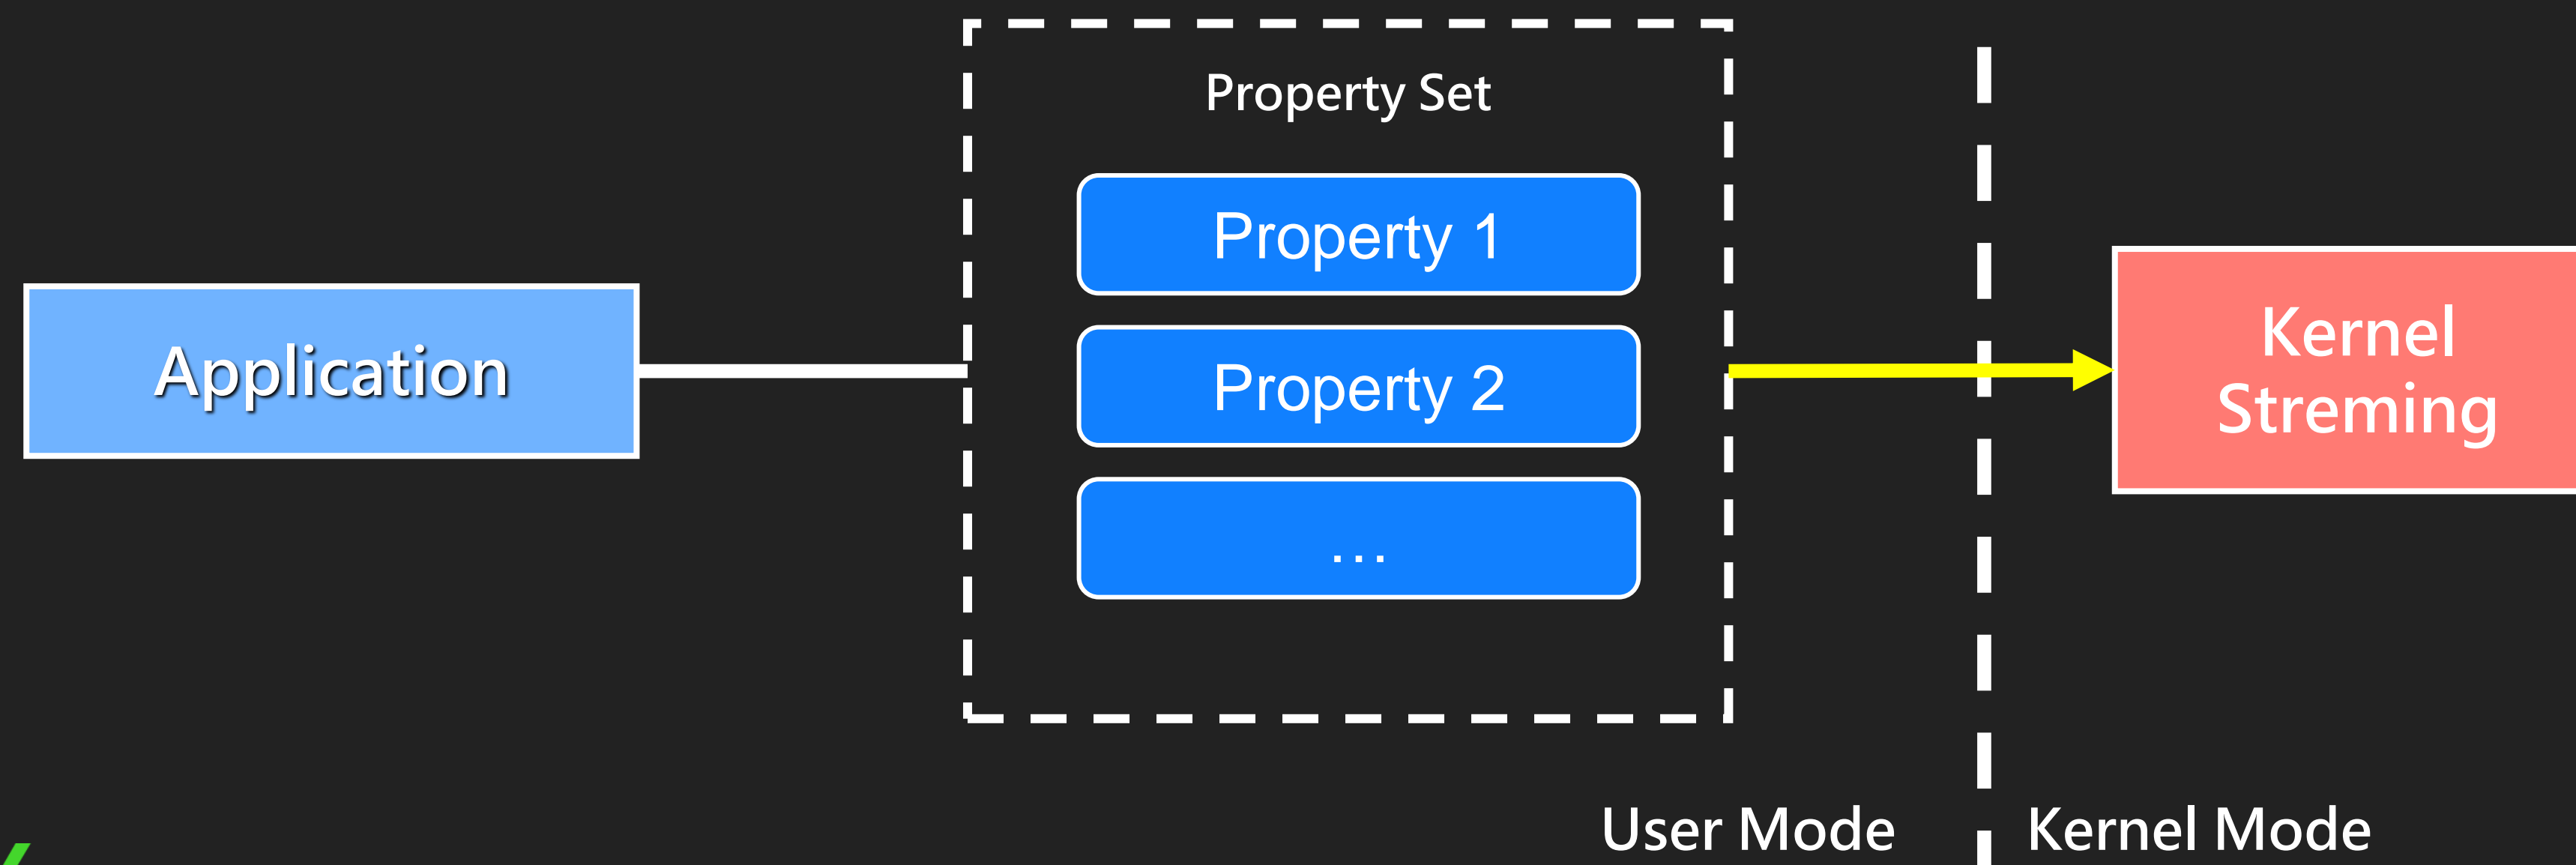 Property Set
Property 1
Application
Property 2
...
Kernel
Streming
User Mode
Kernel Mode